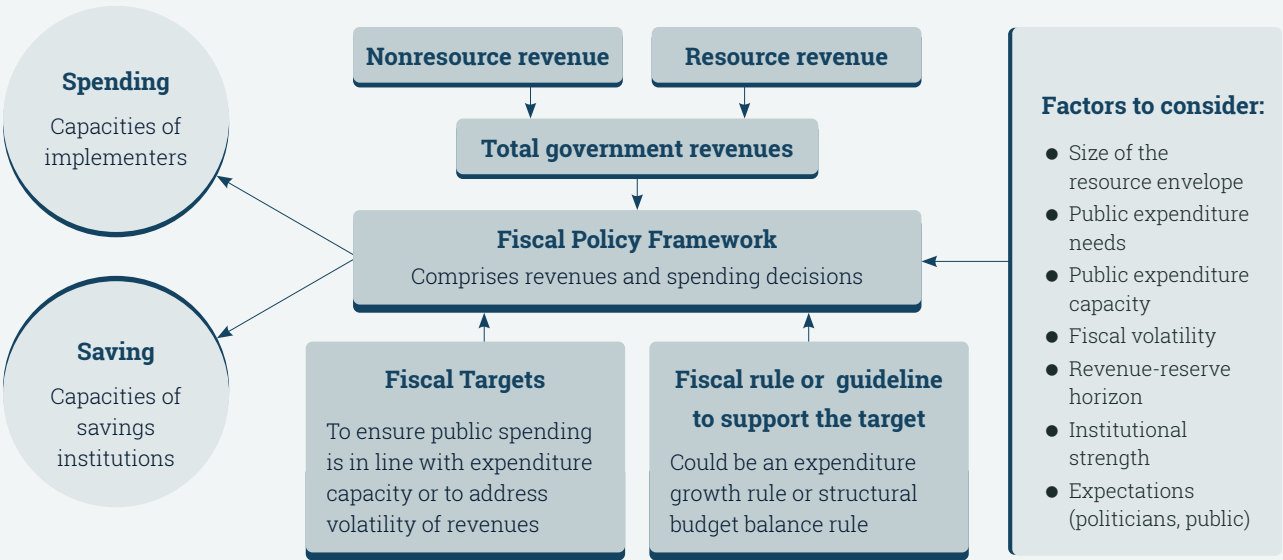 Spending
Capacities of
implementers
Saving
Capacities of
savings
institutions
Nonresource revenue
Resource revenue
Total government revenues
Fiscal Policy Framework
Comprises revenues and spending decisions
Fiscal Targets
To ensure public spending
is in line with expenditure
capacity or to address
volatility of revenues
Fiscal rule or guideline
to support the target
Could be an expenditure
growth rule or structural
budget balance rule
Factors to consider:
● Size of the
resource envelope
● Public expenditure
needs
● Public expenditure
capacity
● Fiscal volatility
● Revenue-reserve
horizon
● Institutional
strength
● Expectations
(politicians, public)